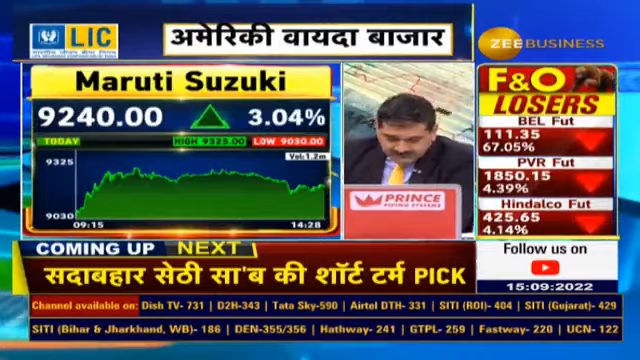 LIC
अमेरिकी वायदा बाजार
ZEE BUSINESS
Maruti Suzuki
9240.00 3.04%
TODAY HIGH 9325.00 LOW 9030.00
Vol:1.2m
9325
9030
09:15 14:28
PRINCE
PIPING SYSTEMS
F&O
LOSERS
BEL Fut
111.35
67.05%
PVR Fut
1850.15
4.39%
Hindalco Fut
425.65
4.14%
COMING UP NEXT
सदाबहार सेठी सा'ब की शॉर्ट टर्म PICK
Follow us on
15:09:2022
Channel available on: Dish TV- 731 | D2H-343 | Tata Sky-590 | Airtel DTH- 331 | SITI (ROI)- 404 | SITI (Gujarat)- 429
SITI (Bihar & Jharkhand, WB)- 186 | DEN-355/356 | Hathway- 241 | GTPL- 259 | Fastway- 220 | UCN- 122